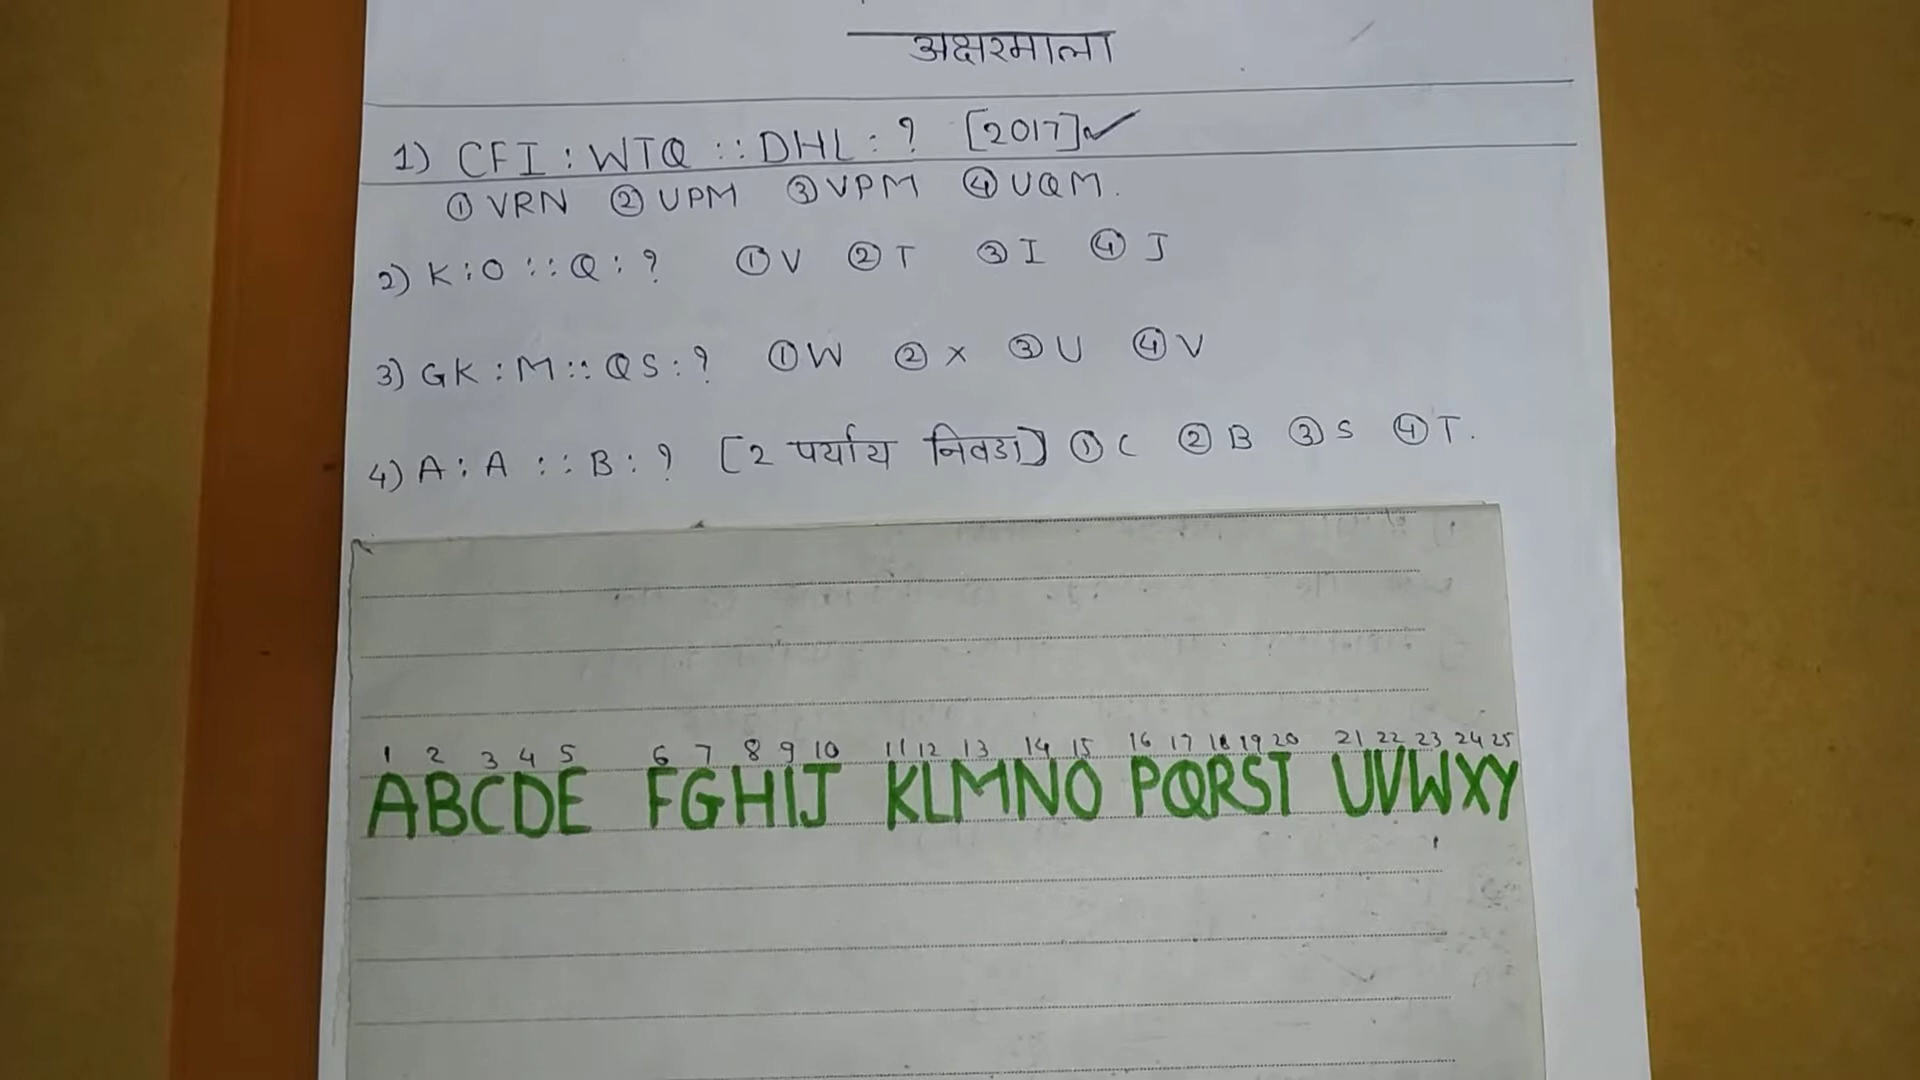 अक्षरमाला
1) CFI : WTQ :: DHL : ? [2017]✓
① VRN ② UPM ③ VPM ④ UQM.
2) K : O :: Q : ? ① V ② T ③ I ④ J
3) GK : M :: QS : ? ① W ② X ③ U ④ V
4) A : A :: B : ? [2 पर्याय निवडा] ① C ② B ③ S ④ T.
1 2 3 4 5 6 7 8 9 10 11 12 13 14 15 16 17 18 19 20 21 22 23 24 25
ABCDE FGHIJ KLMNO PQRST UVWXY